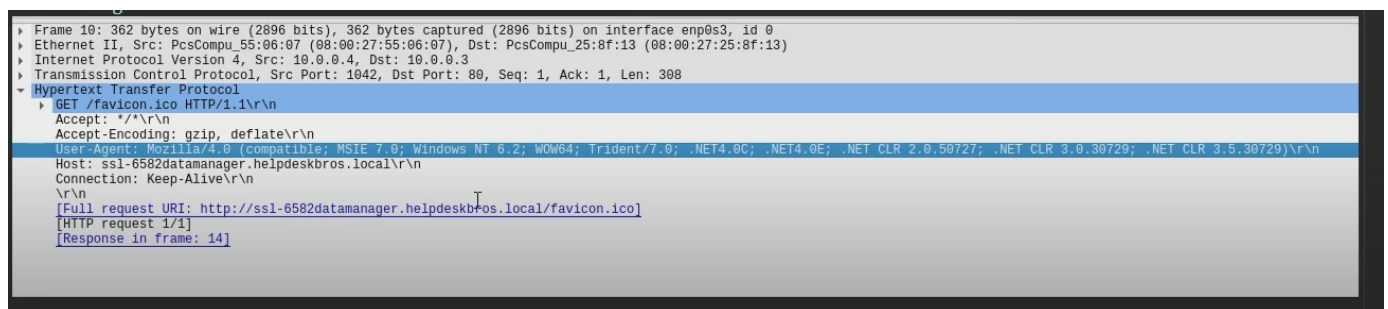 Frame 10: 362 bytes on wire (2896 bits), 362 bytes captured (2896 bits) on interface enp0s3, id 0
Ethernet II, Src: PcsCompu_55:06:07 (08:00:27:55:06:07), Dst: PcsCompu_25:8f:13 (08:00:27:25:8f:13)
Internet Protocol Version 4, Src: 10.0.0.4, Dst: 10.0.0.3
Transmission Control Protocol, Src Port: 1042, Dst Port: 80, Seq: 1, Ack: 1, Len: 308
Hypertext Transfer Protocol
GET /favicon.ico HTTP/1.1\r\n
Accept: */*\r\n
Accept-Encoding: gzip, deflate\r\n
User-Agent: Mozilla/4.0 (compatible; MSIE 7.0; Windows NT 6.2; WOW64; Trident/7.0; .NET4.0C; .NET4.0E; .NET CLR 2.0.50727; .NET CLR 3.0.30729; .NET CLR 3.5.30729)\r\n
Host: ssl-6582datamanager.helpdeskbros.local\r\n
Connection: Keep-Alive\r\n
\r\n
[Full request URI: http://ssl-6582datamanager.helpdeskbros.local/favicon.ico]
[HTTP request 1/1]
[Response in frame: 14]